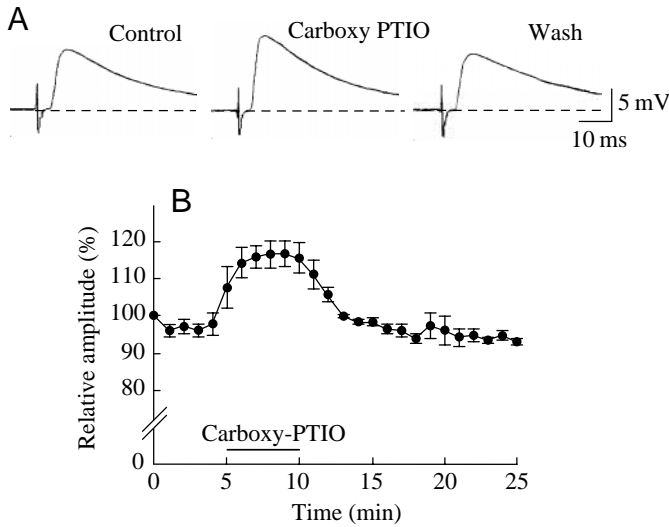 A
Control
Carboxy PTIO
Wash
5 mV
10 ms
B
Relative amplitude (%)
120
110
100
90
80
0
Carboxy-PTIO
0 5 10 15 20 25
Time (min)